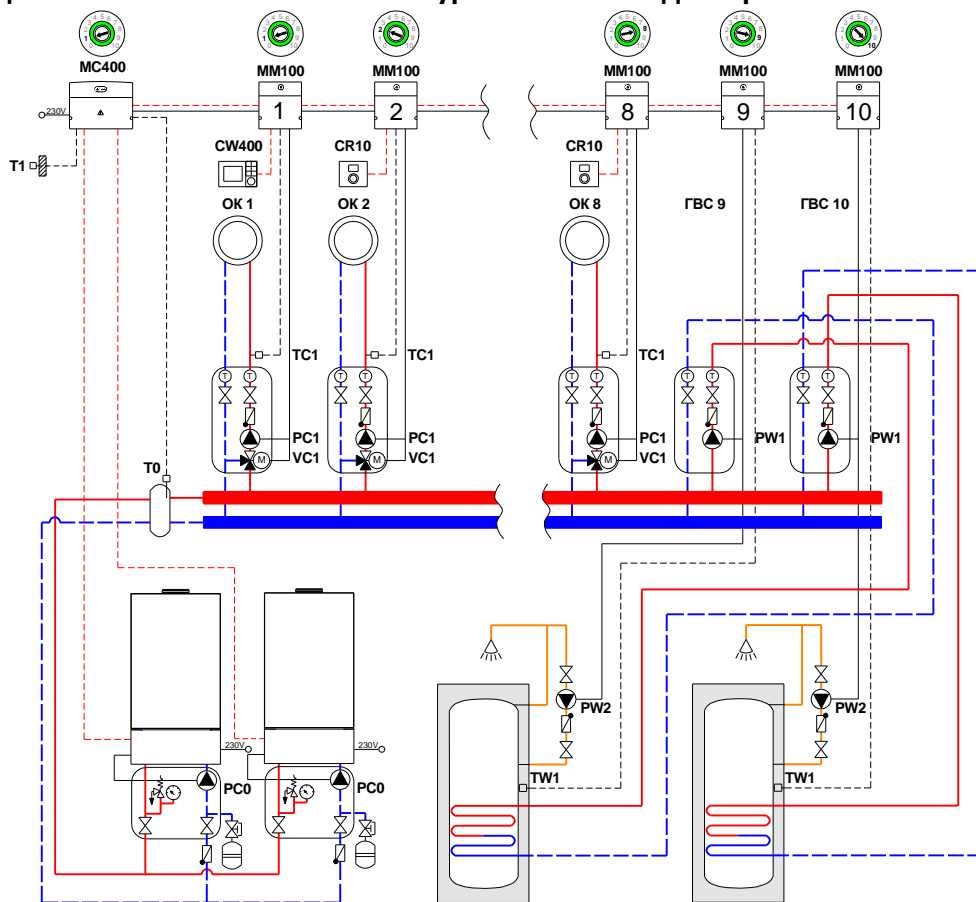 MC400
MM100
MM100
MM100
MM100
MM100
230V
1
2
8
9
10
T1
CW400
CR10
CR10
ОК 1
ОК 2
ОК 8
ГВС 9
ГВС 10
TC1
TC1
TC1
T
T
T
T
T
T
T
T
T
T
PC1
PC1
PC1
PW1
PW1
M
VC1
M
VC1
M
VC1
T0
230V
230V
PC0
PC0
PW2
PW2
TW1
TW1